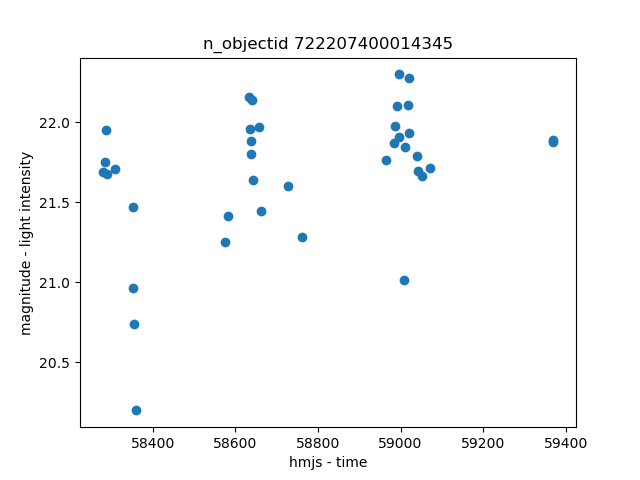 n_objectid 722207400014345
22.0
21.5
21.0
20.5
magnitude - light intensity
58400 58600 58800 59000 59200 59400
hmjs - time